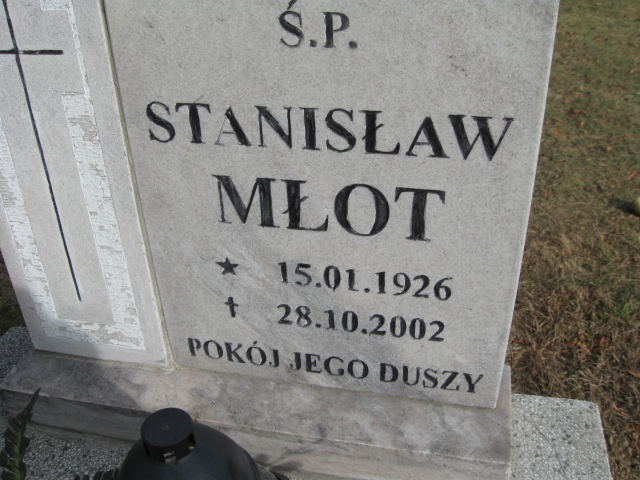 Ś.P.
STANISŁAW
MŁOT
★ 15.01.1926
✝ 28.10.2002
POKÓJ JEGO DUSZY